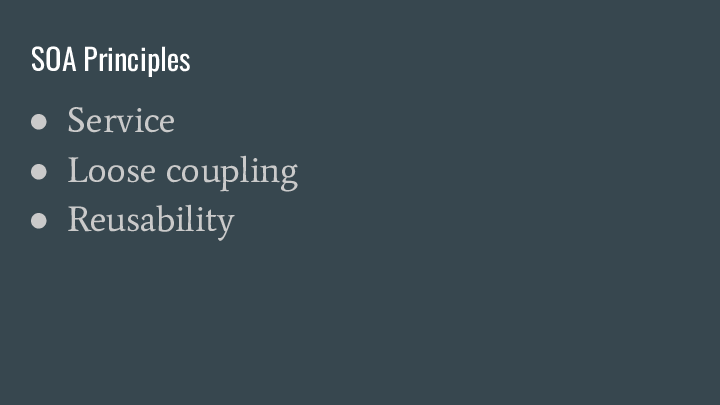 SOA Principles
● Service
● Loose coupling
● Reusability